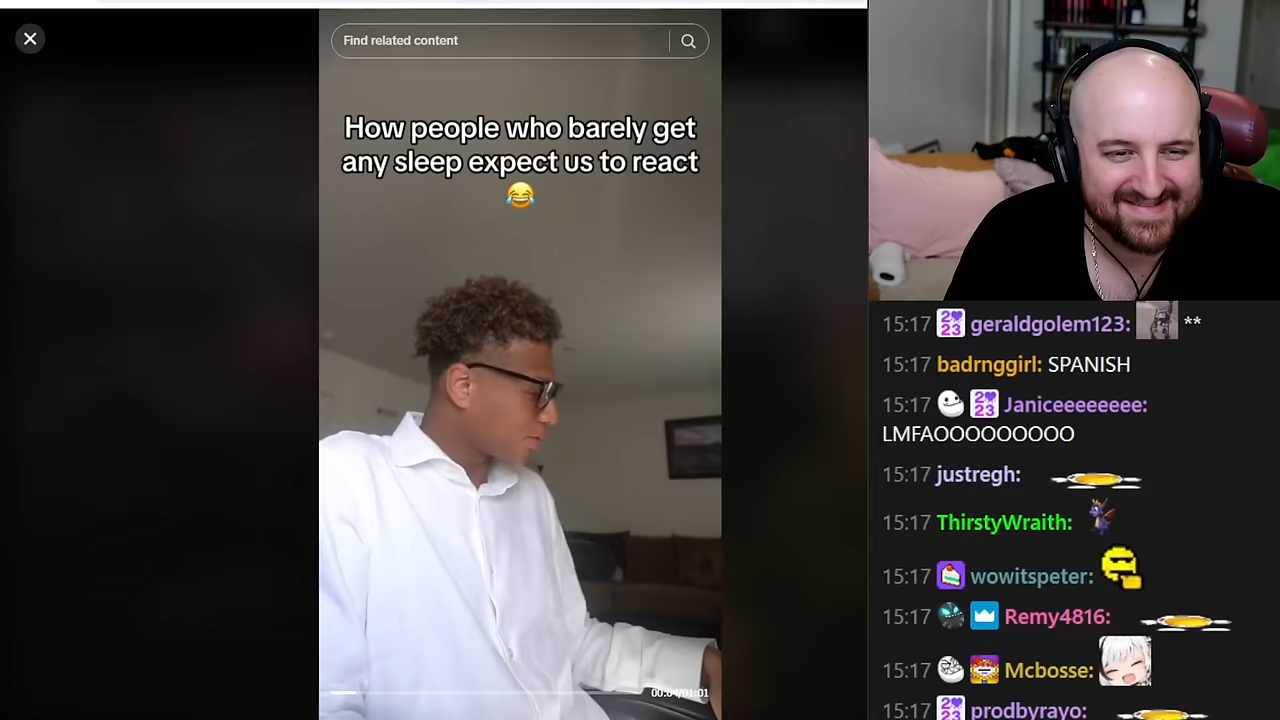 Find related content
How people who barely get
any sleep expect us to react
😂
00:04/01:01
15:17 geraldgolem123: **
15:17 badrnggirl: SPANISH
15:17 Janiceeeeeeee:
LMFAOOOOOOOOO
15:17 justregh:
15:17 ThirstyWraith:
15:17 wowitspeter:
15:17 Remy4816:
15:17 Mcbosse:
15:17 prodbyrayo: